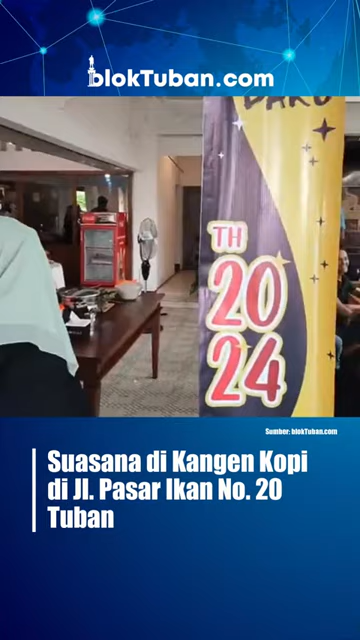 blokTuban.com
BARU
TH
20
24
Sumber: blokTuban.com
Suasana di Kangen Kopi
di Jl. Pasar Ikan No. 20
Tuban